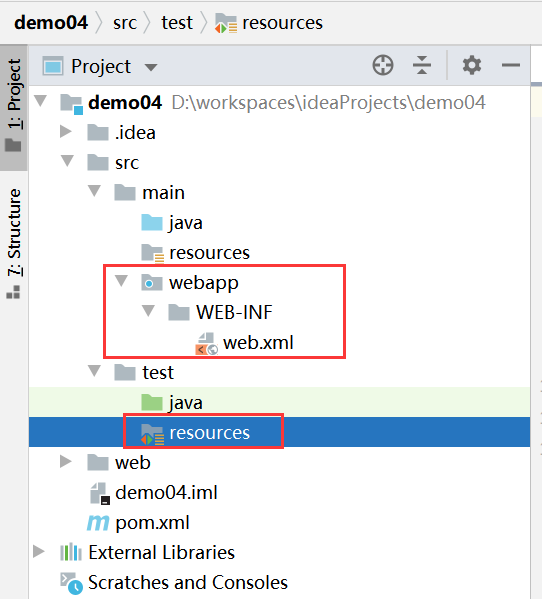 demo04 src test resources
Project
1: Project
7: Structure
demo04 D:\workspaces\ideaProjects\demo04
.idea
src
main
java
resources
webapp
WEB-INF
web.xml
test
java
resources
web
demo04.iml
pom.xml
External Libraries
Scratches and Consoles